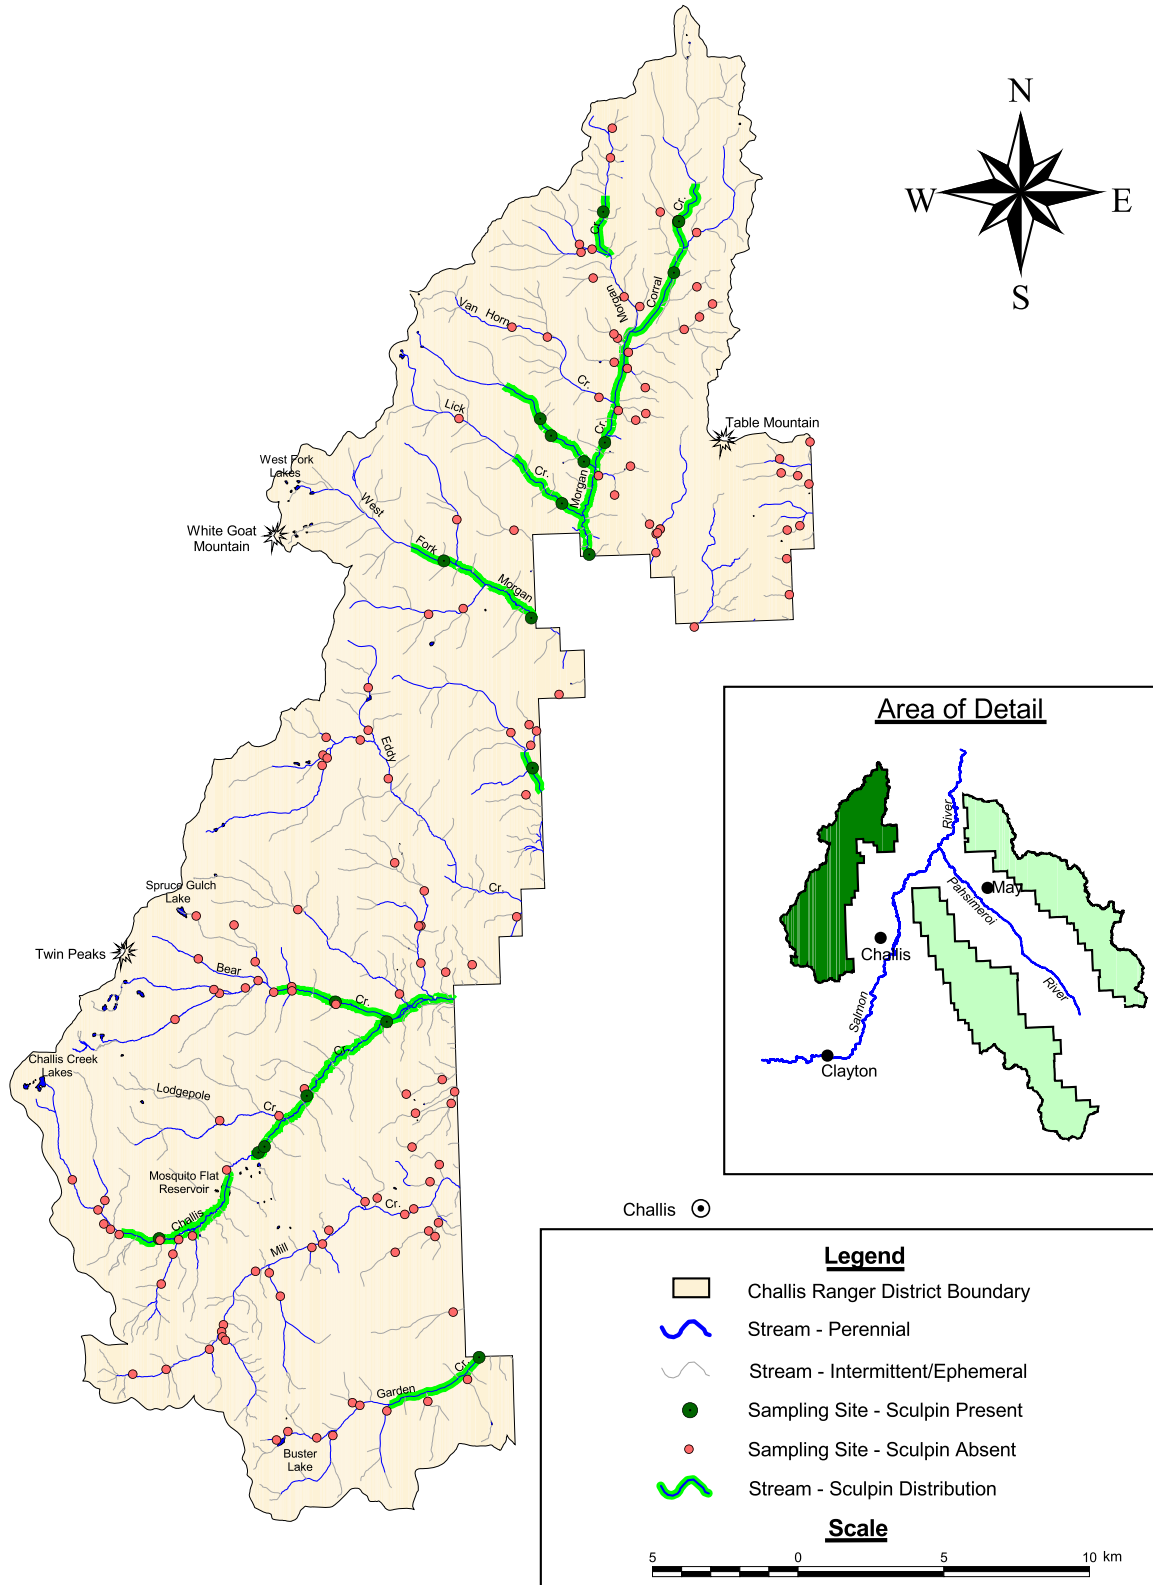 N
W
E
S
Cr.
Cr.
Morgan
Corral
Van Horn
Cr.
Lick
Cr.
Cr.
Morgan
Table Mountain
West Fork
Lakes
West
Fork
Morgan
White Goat
Mountain
Eddy
Cr.
Spruce Gulch
Lake
Twin Peaks
Bear
Cr.
Cr.
Challis Creek
Lakes
Lodgepole
Cr.
Mosquito Flat
Reservoir
Challis
Cr.
Mill
Garden
Cr.
Buster
Lake
Area of Detail
River
Pahsimeroi
May
Challis
River
Salmon
Clayton
Challis
Legend
Challis Ranger District Boundary
Stream - Perennial
Stream - Intermittent/Ephemeral
Sampling Site - Sculpin Present
Sampling Site - Sculpin Absent
Stream - Sculpin Distribution
Scale
5 0 5 10 km